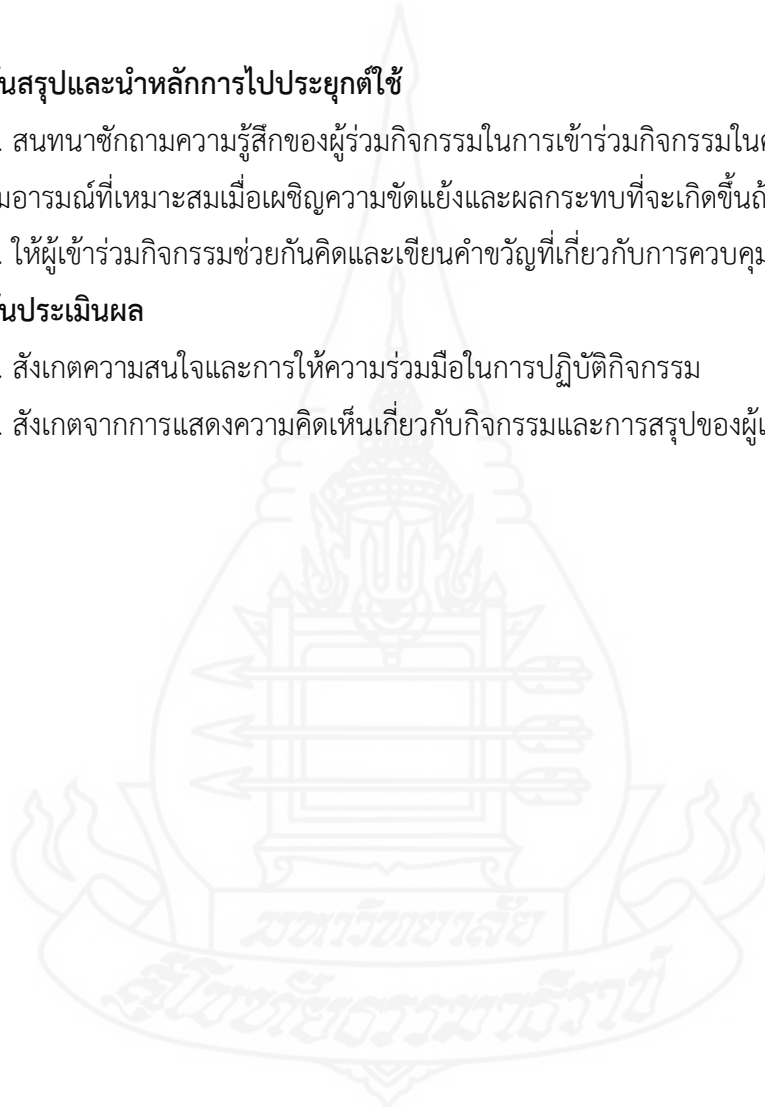 นสรุปและนำหลักการไปประยุกต์ใช้
. สนทนาซักถามความรู้สึกของผู้ร่วมกิจกรรมในการเข้าร่วมกิจกรรมใน
มอารมณ์ที่เหมาะสมเมื่อเผชิญความขัดแย้งและผลกระทบที่จะเกิดขึ้น
. ให้ผู้เข้าร่วมกิจกรรมช่วยกันคิดและเขียนคำขวัญที่เกี่ยวกับการควบคุม
นประเมินผล
. สังเกตความสนใจและการให้ความร่วมมือในการปฏิบัติกิจกรรม
. สังเกตจากการแสดงความคิดเห็นเกี่ยวกับกิจกรรมและการสรุปของผู้
มหาวิทยาลัย
สุโขทัยธรรมาธิราช